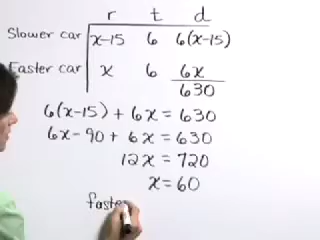 r t d
Slower car x-15 6 6(x-15)
Faster car x 6 6x
630
6(x-15) + 6x = 630
6x - 90 + 6x = 630
12x = 720
x = 60
faste